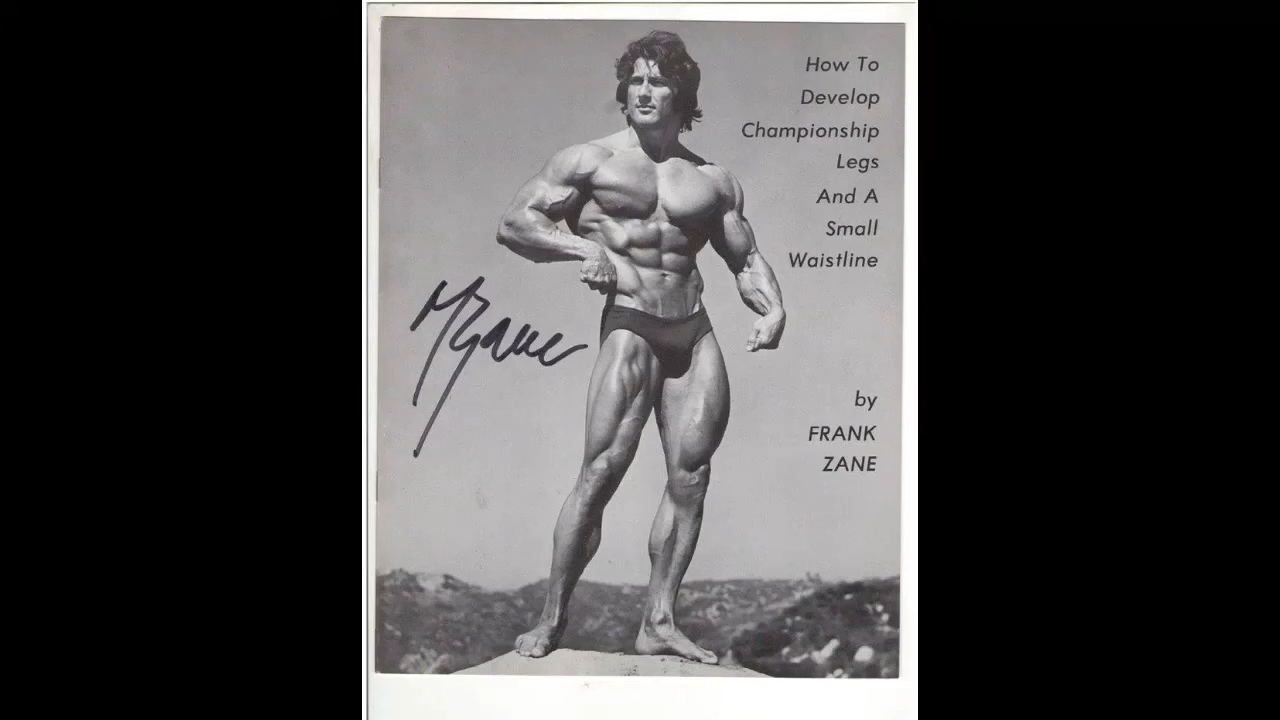 How To
Develop
Championship
Legs
And A
Small
Waistline
by
FRANK
ZANE